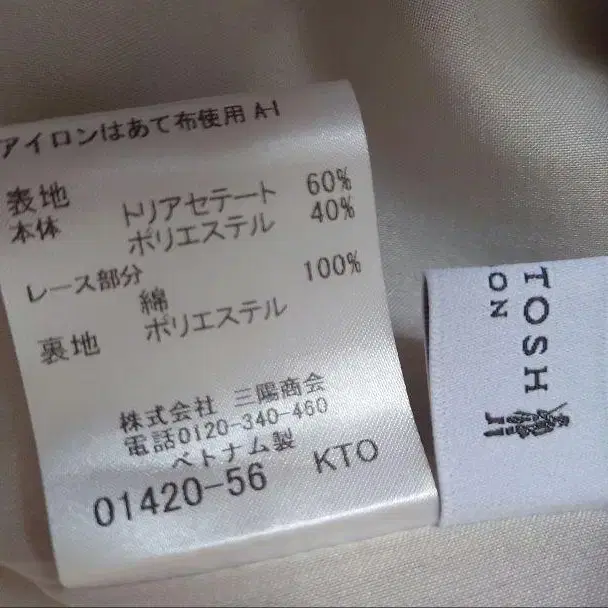 アイロンはあて布使用 A-1
表地
本体 トリアセテート 60%
ポリエステル 40%
レース部分
綿 100%
裏地 ポリエステル
株式会社 三陽商会
電話0120-340-460
ベトナム製
01420-56 KTO
TOSH
ON